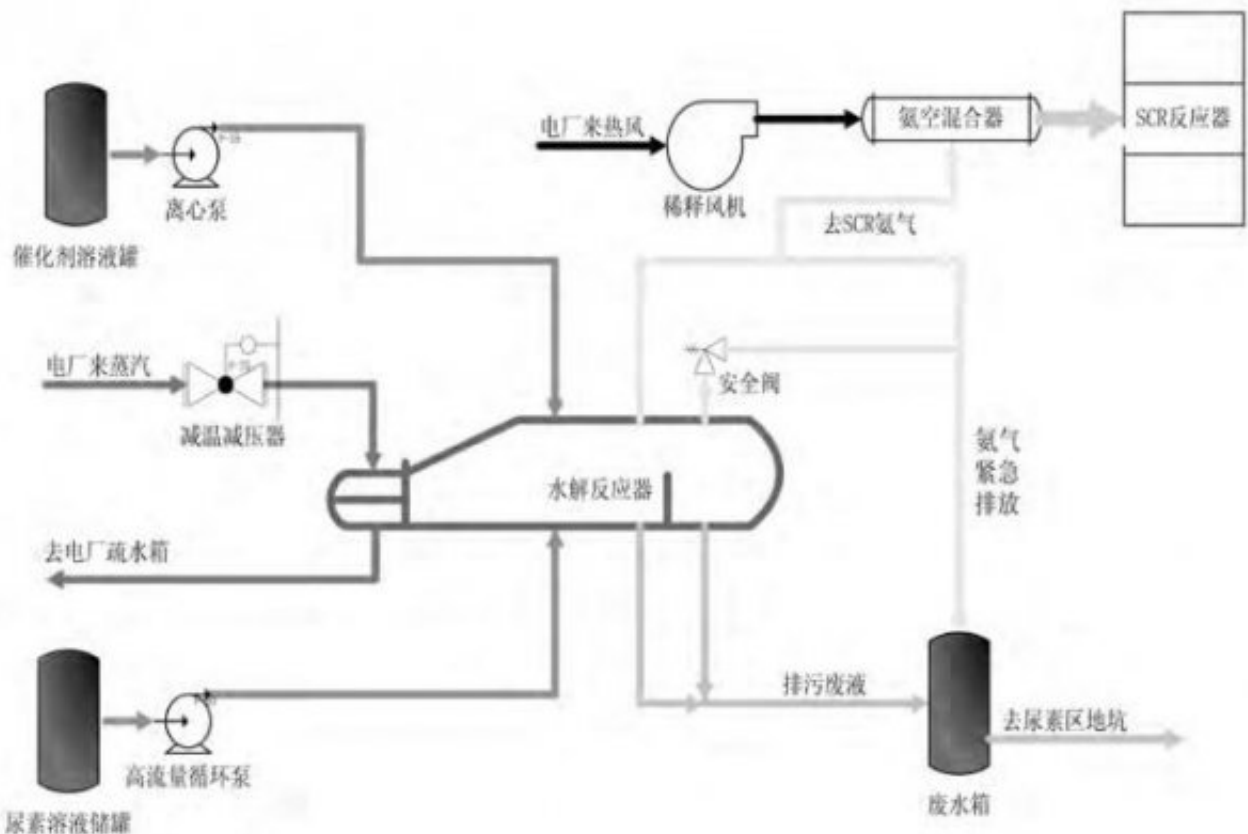 电厂来热风
氨空混合器
SCR反应器
离心泵
稀释风机
去SCR氨气
催化剂溶液罐
电厂来蒸汽
安全阀
减温减压器
氨气
紧急
排放
水解反应器
去电厂疏水箱
排污废液
去尿素区地坑
高流量循环泵
废水箱
尿素溶液储罐